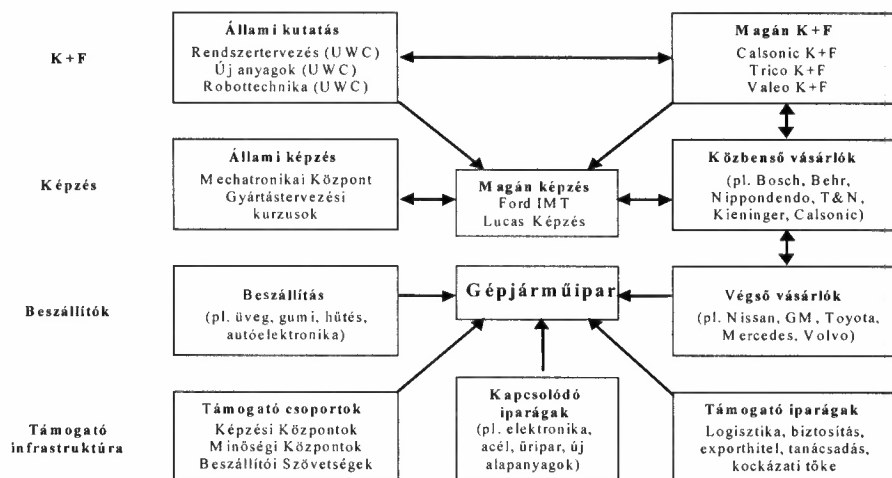 K+F
Állami kutatás
Rendszertervezés (UWC)
Új anyagok (UWC)
Robottechnika (UWC)
Magán K+F
Calsonic K+F
Trico K+F
Valeo K+F
Képzés
Állami képzés
Mechatronikai Központ
Gyártástervezési
kurzusok
Magán képzés
Ford IMT
Lucas Képzés
Közbenső vásárlók
(pl. Bosch, Behr,
Nippondendo, T&N,
Kieninger, Calsonic)
Beszállítók
Beszállítás
(pl. üveg, gumi, hűtés,
autóelektronika)
Gépjárműipar
Végső vásárlók
(pl. Nissan, GM, Toyota,
Mercedes, Volvo)
Támogató
infrastruktúra
Támogató csoportok
Képzési Központok
Minőségi Központok
Beszállítói Szövetségek
Kapcsolódó
iparágak
(pl. elektronika,
acél, űripar, új
alapanyagok)
Támogató iparágak
Logisztika, biztosítás,
exporthitel, tanácsadás,
kockázati tőke